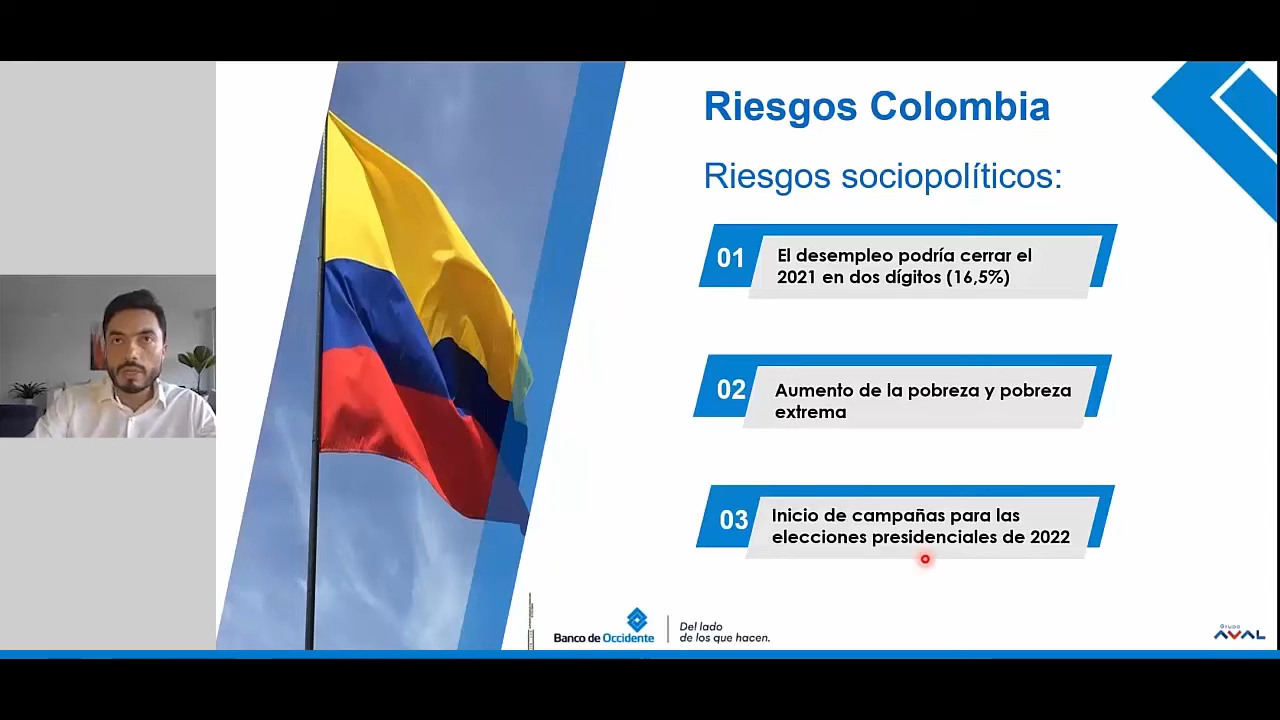 Riesgos Colombia
Riesgos sociopolíticos:
01
El desempleo podría cerrar el
2021 en dos dígitos (16,5%)
02
Aumento de la pobreza y pobreza
extrema
03
Inicio de campañas para las
elecciones presidenciales de 2022
Banco de Occidente
Del lado
de los que hacen.
Grupo
AVAL